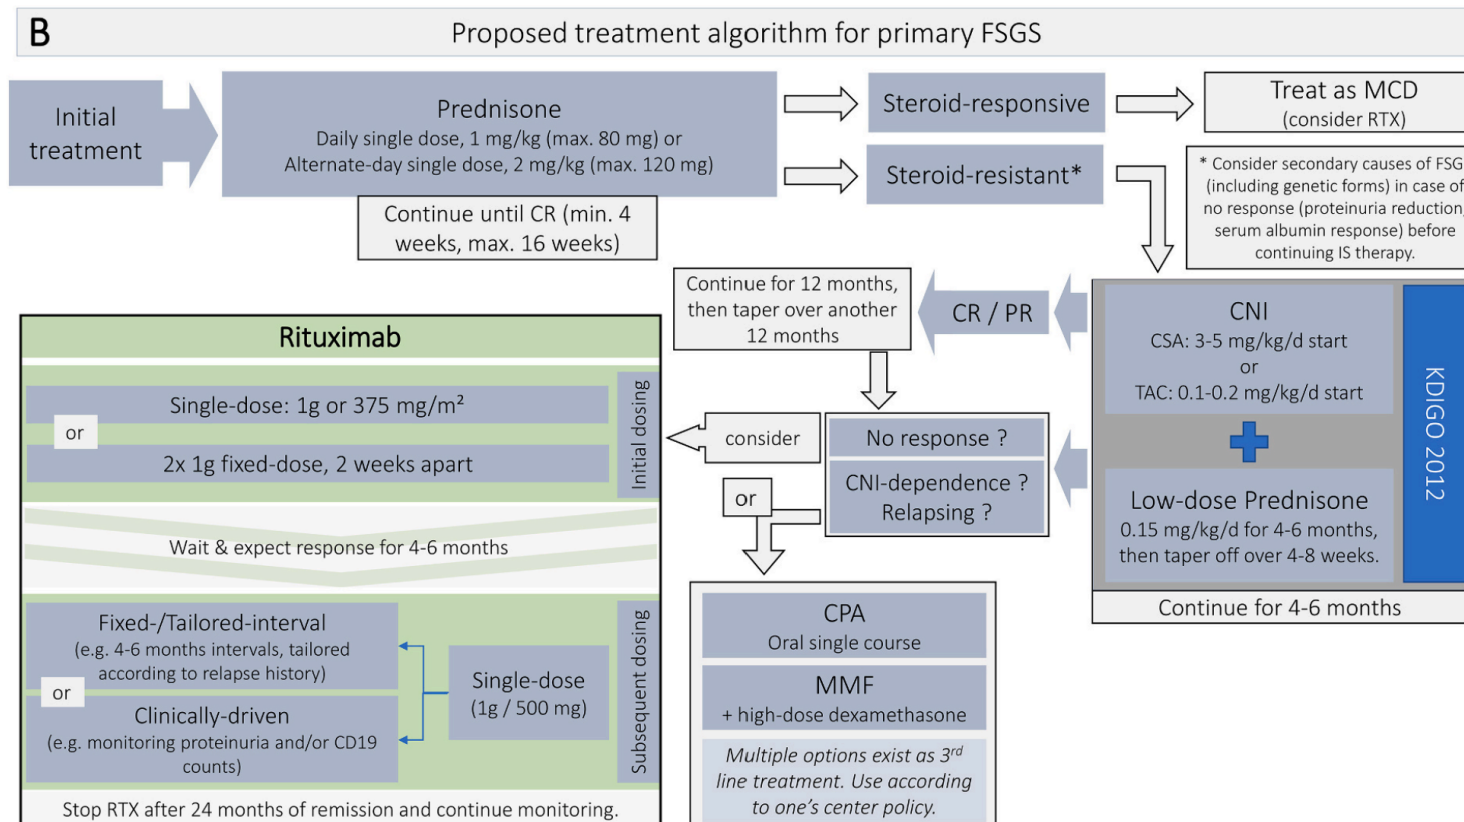 B
Proposed treatment algorithm for primary FSGS
Initial
treatment
Prednisone
Daily single dose, 1 mg/kg (max. 80 mg) or
Alternate-day single dose, 2 mg/kg (max. 120 mg)
Continue until CR (min. 4
weeks, max. 16 weeks)
Steroid-responsive
Steroid-resistant*
Treat as MCD
(consider RTX)
* Consider secondary causes of FSG
(including genetic forms) in case of
no response (proteinuria reduction,
serum albumin response) before
continuing IS therapy.
CNI
CSA: 3-5 mg/kg/d start
or
TAC: 0.1-0.2 mg/kg/d start
Low-dose Prednisone
0.15 mg/kg/d for 4-6 months,
then taper off over 4-8 weeks.
KDIGO 2012
Continue for 4-6 months
CR / PR
Continue for 12 months,
then taper over another
12 months
No response ?
CNI-dependence ?
Relapsing ?
consider
or
CPA
Oral single course
MMF
+ high-dose dexamethasone
Multiple options exist as 3rd
line treatment. Use according
to one's center policy.
Rituximab
Initial dosing
Single-dose: 1g or 375 mg/m²
or
2x 1g fixed-dose, 2 weeks apart
Wait & expect response for 4-6 months
Subsequent dosing
Single-dose
(1g / 500 mg)
Fixed-/Tailored-interval
(e.g. 4-6 months intervals, tailored
according to relapse history)
or
Clinically-driven
(e.g. monitoring proteinuria and/or CD19
counts)
Stop RTX after 24 months of remission and continue monitoring.